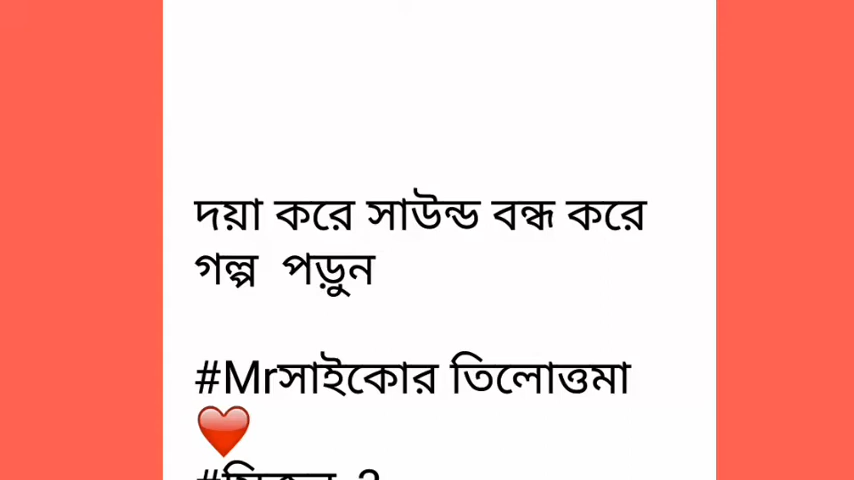 দয়া করে সাউন্ড বন্ধ করে
গল্প পড়ুন
#Mrসাইকোর তিলোত্তমা
❤️